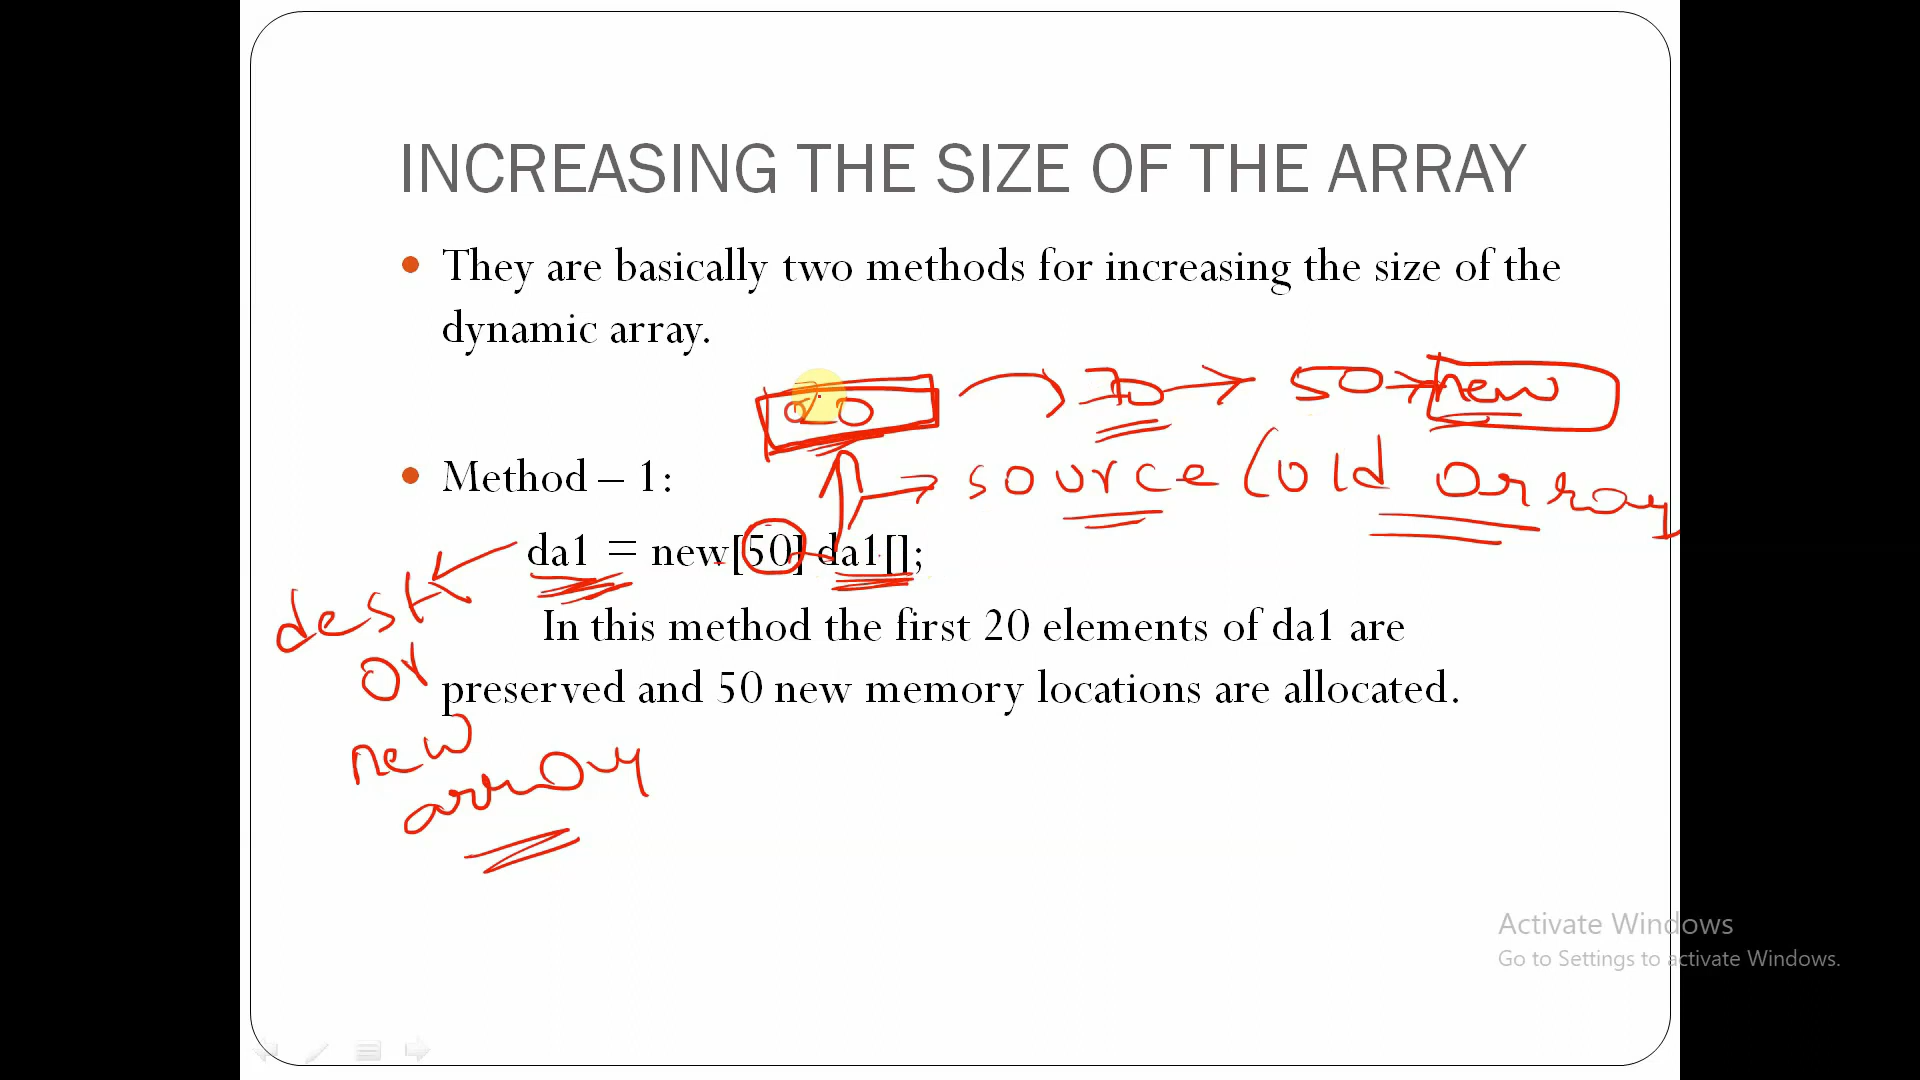 INCREASING THE SIZE OF THE ARRAY
• They are basically two methods for increasing the size of the
dynamic array.
20 70 50 new
• Method – 1:
source (old array
da1 = new[50] da1[];
dest
or
new
array
In this method the first 20 elements of da1 are
preserved and 50 new memory locations are allocated.
Activate Windows
Go to Settings to activate Windows.